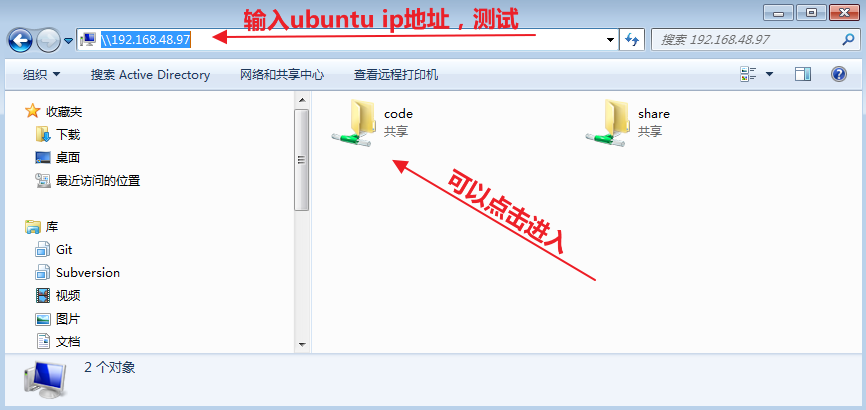 输入ubuntu ip地址，测试
\\192.168.48.97
搜索 192.168.48.97
组织 搜索 Active Directory 网络和共享中心 查看远程打印机
收藏夹
下载
桌面
最近访问的位置
库
Git
Subversion
视频
图片
文档
code
共享
share
共享
可以点击进入
2 个对象